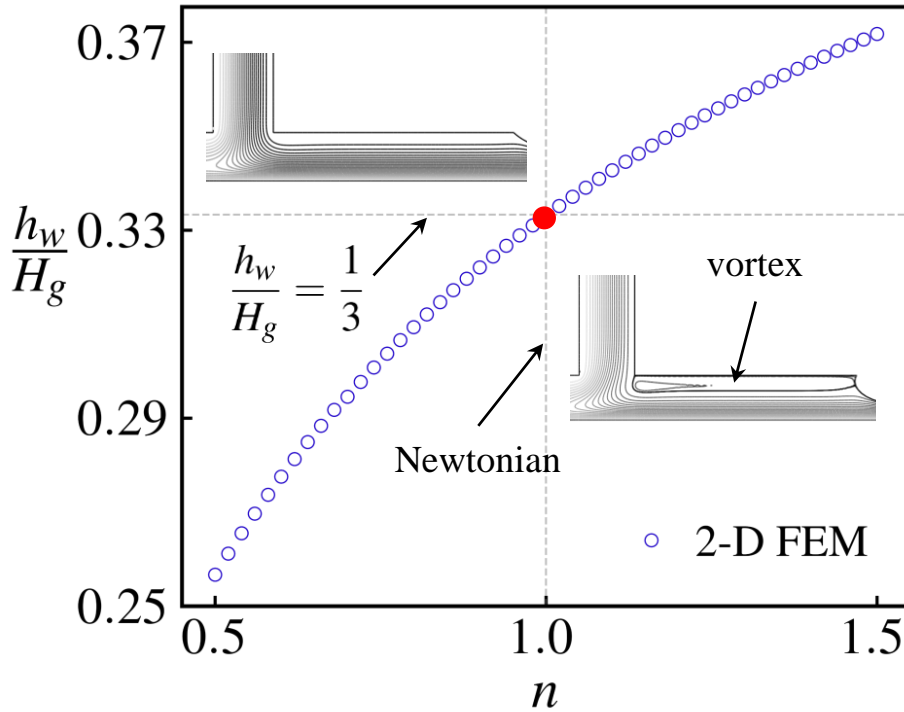 0.37
h_w/H_g
0.33
0.29
0.25
h_w/H_g = 1/3
vortex
Newtonian
2-D FEM
0.5 1.0 1.5
n